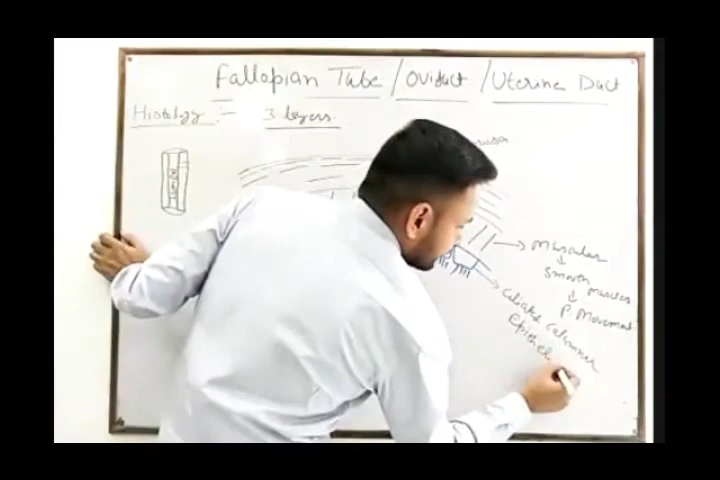 Fallopian Tube / Oviduct / Uterine Duct
Histology :- 3 layers.
Muscular
Smooth
Muscles
P. Movement
Ciliated Columnar
Epithel